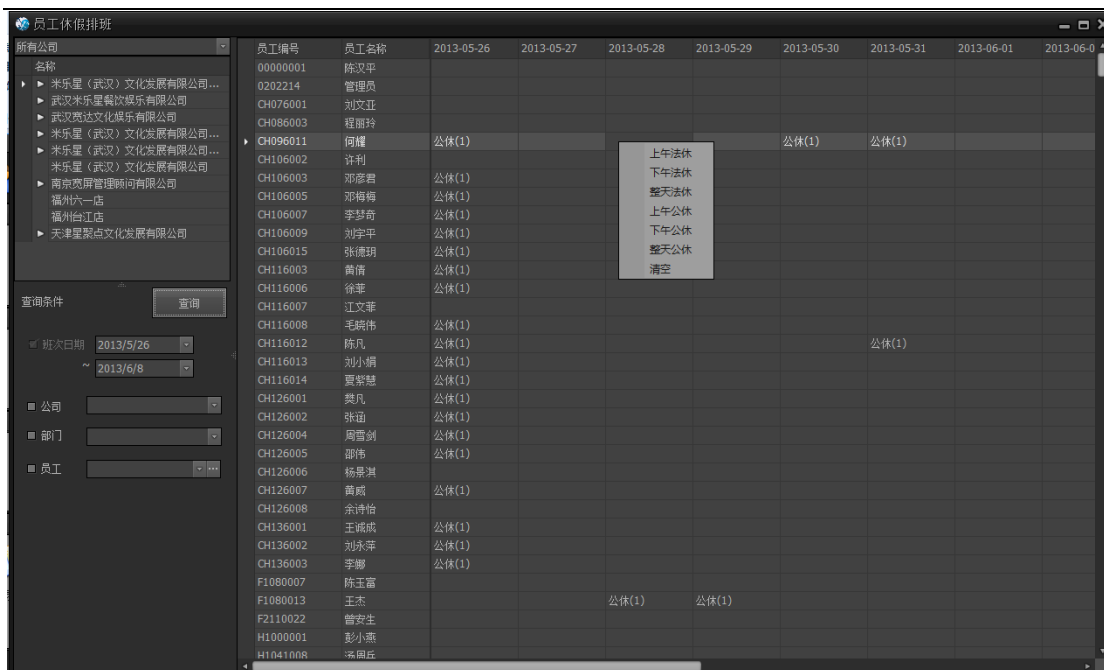 员工休假排班
所有公司
名称
米乐星（武汉）文化发展有限公司...
武汉米乐星餐饮娱乐有限公司
武汉宽达文化娱乐有限公司
米乐星（武汉）文化发展有限公司...
米乐星（武汉）文化发展有限公司...
米乐星（武汉）文化发展有限公司
南京宽屏管理顾问有限公司
福州六一店
福州台江店
天津星聚点文化发展有限公司
查询条件 查询
班次日期 2013/5/26
~ 2013/6/8
公司
部门
员工 ...
员工编号 员工名称 2013-05-26 2013-05-27 2013-05-28 2013-05-29 2013-05-30 2013-05-31 2013-06-01 2013-06-0
00000001 陈汉平
0202214 管理员
CH076001 刘文亚
CH086003 程丽玲
CH096011 何耀 公休(1) 公休(1) 公休(1)
CH106002 许利
CH106003 邓彦君 公休(1)
CH106005 邓梅梅 公休(1)
CH106007 李梦奇 公休(1)
CH106009 刘宇平 公休(1)
CH106015 张德玥 公休(1)
CH116003 黄倩 公休(1)
CH116006 徐菲 公休(1)
CH116007 江文菲
CH116008 毛晓伟 公休(1)
CH116012 陈凡 公休(1) 公休(1)
CH116013 刘小娟 公休(1)
CH116014 夏紫慧 公休(1)
CH126001 樊凡 公休(1)
CH126002 张函 公休(1)
CH126004 周雪剑 公休(1)
CH126005 邵伟 公休(1)
CH126006 杨景淇
CH126007 黄威 公休(1)
CH126008 余诗怡
CH136001 王诚成 公休(1)
CH136002 刘永萍 公休(1)
CH136003 李娜 公休(1)
F1080007 陈玉富
F1080013 王杰 公休(1) 公休(1)
F2110022 曾安生
H1000001 彭小燕
H1041008 汤周丘
上午法休
下午法休
整天法休
上午公休
下午公休
整天公休
清空